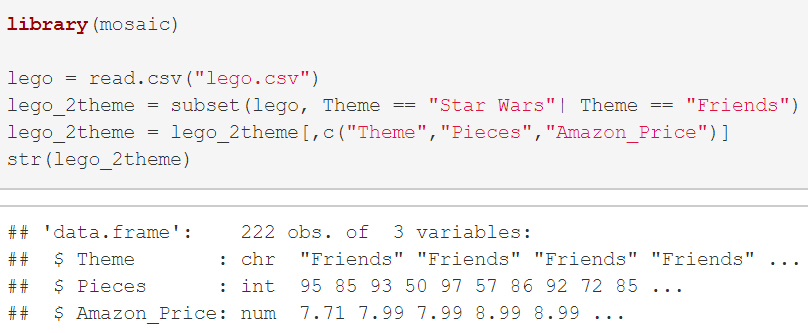 library(mosaic)
lego = read.csv("lego.csv")
lego_2theme = subset(lego, Theme == "Star Wars"| Theme == "Friends")
lego_2theme = lego_2theme[,c("Theme","Pieces","Amazon_Price")]
str(lego_2theme)
## 'data.frame':    222 obs. of  3 variables:
##  $ Theme       : chr  "Friends" "Friends" "Friends" "Friends" ...
##  $ Pieces      : int  95 85 93 50 97 57 86 92 72 85 ...
##  $ Amazon_Price: num  7.71 7.99 7.99 8.99 8.99 ...